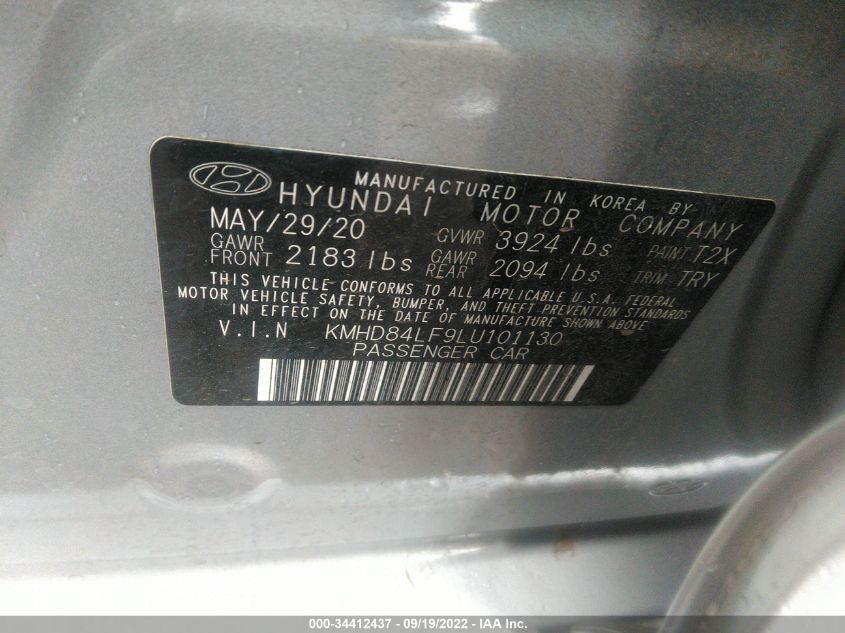 MANUFACTURED IN KOREA BY
HYUNDAI MOTOR COMPANY
MAY/29/20 GVWR 3924 lbs PAINT T2X
GAWR FRONT 2183 lbs GAWR REAR 2094 lbs TRIM TRY
THIS VEHICLE CONFORMS TO ALL APPLICABLE U.S.A. FEDERAL
MOTOR VEHICLE SAFETY, BUMPER, AND THEFT PREVENTION STANDARDS
IN EFFECT ON THE DATE OF MANUFACTURE SHOWN ABOVE
V.I.N KMHD84LF9LU101130
PASSENGER CAR
000-34412437 - 09/19/2022 - IAA Inc.